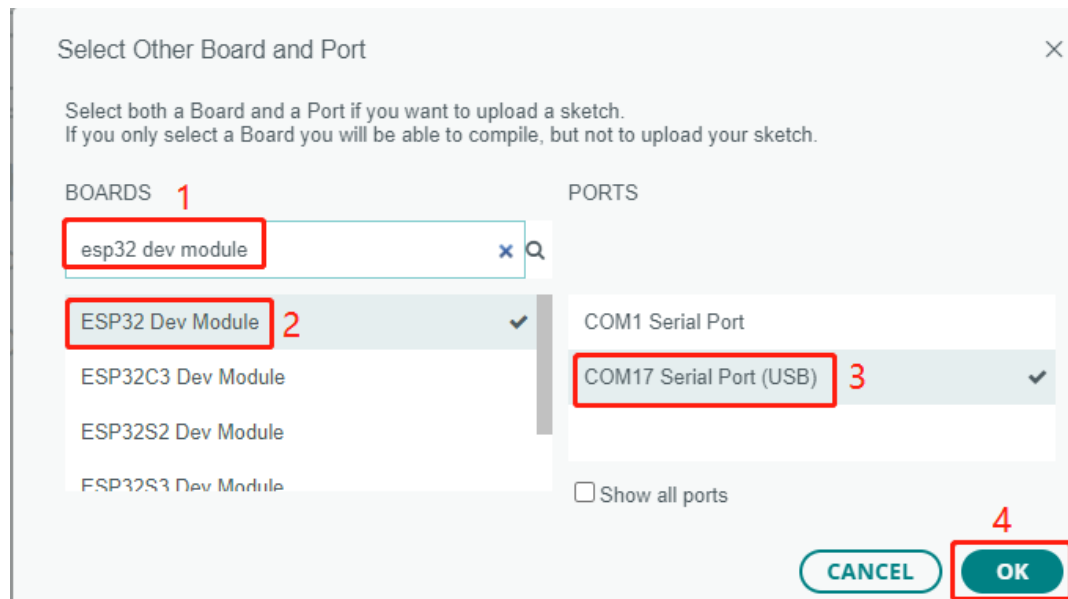 Select Other Board and Port
Select both a Board and a Port if you want to upload a sketch.
If you only select a Board you will be able to compile, but not to upload your sketch.
BOARDS 1
PORTS
esp32 dev module
ESP32 Dev Module 2
ESP32C3 Dev Module
ESP32S2 Dev Module
ESP32S3 Dev Module
COM1 Serial Port
COM17 Serial Port (USB) 3
Show all ports
4
CANCEL
OK